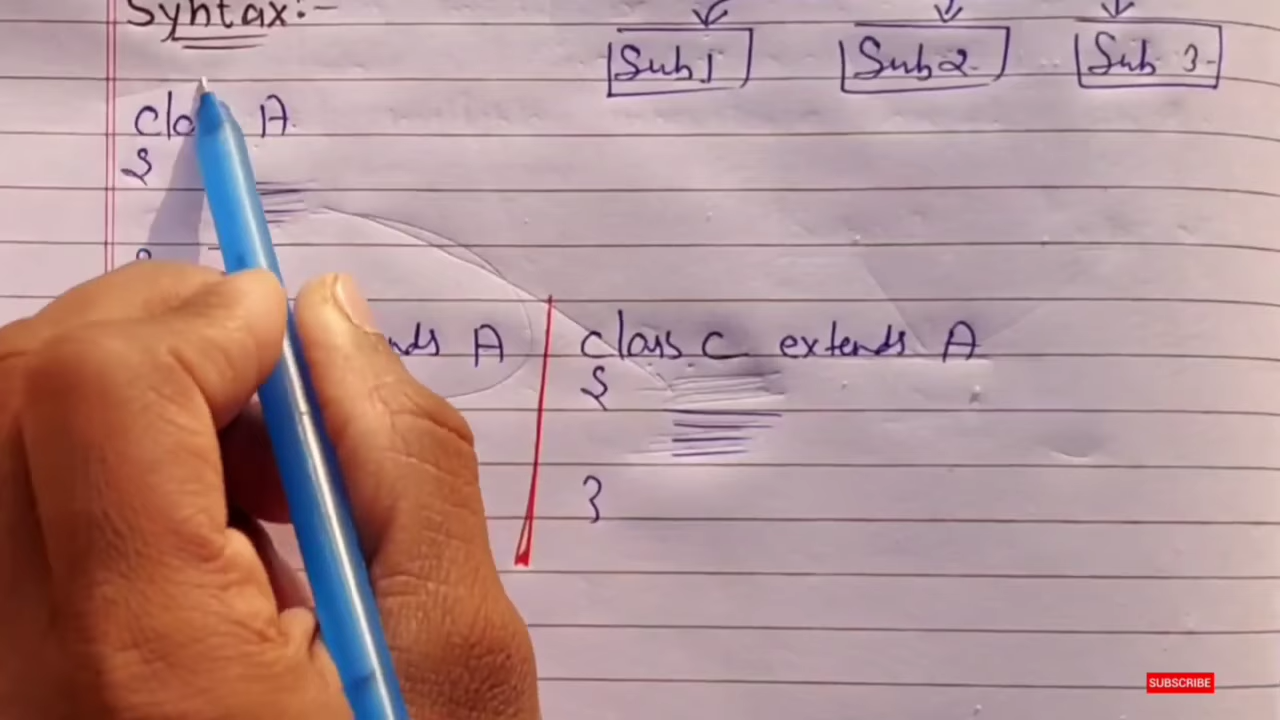 Syntax:-
Sub1
Sub2
Sub 3
A
{
A
class C extends A
{
}
SUBSCRIBE